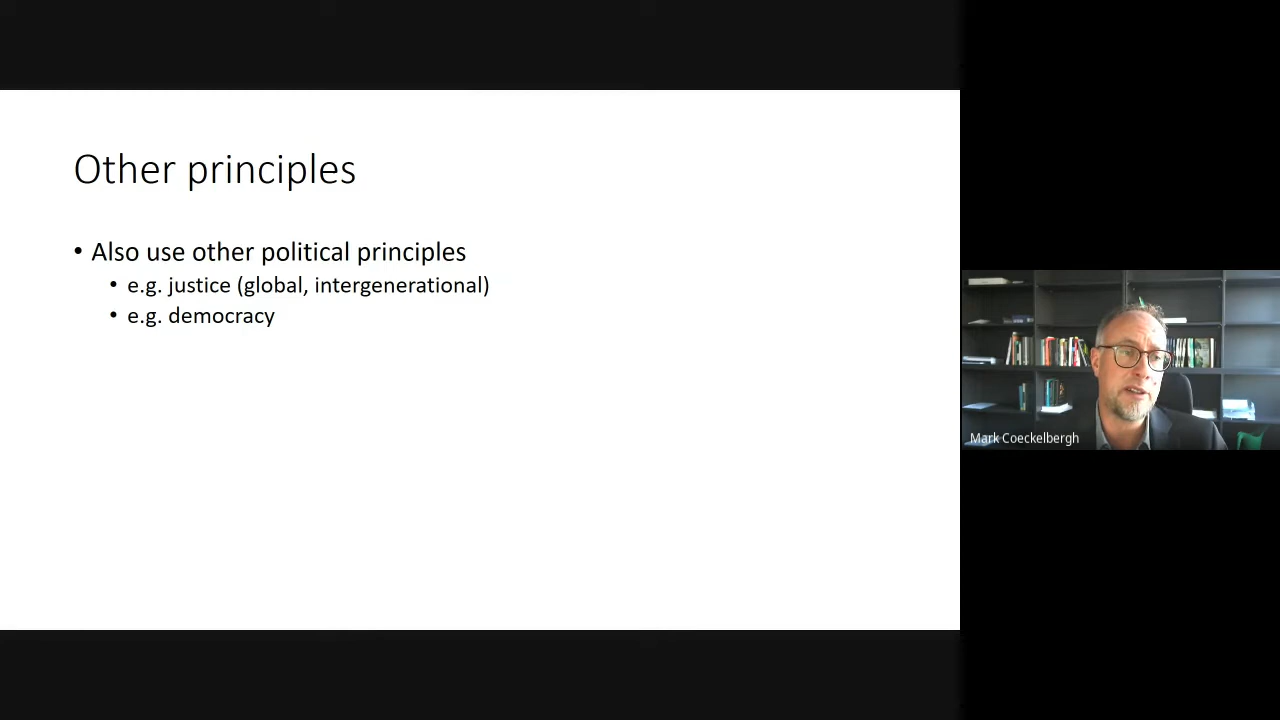 Other principles
• Also use other political principles
• e.g. justice (global, intergenerational)
• e.g. democracy
Mark Coeckelbergh